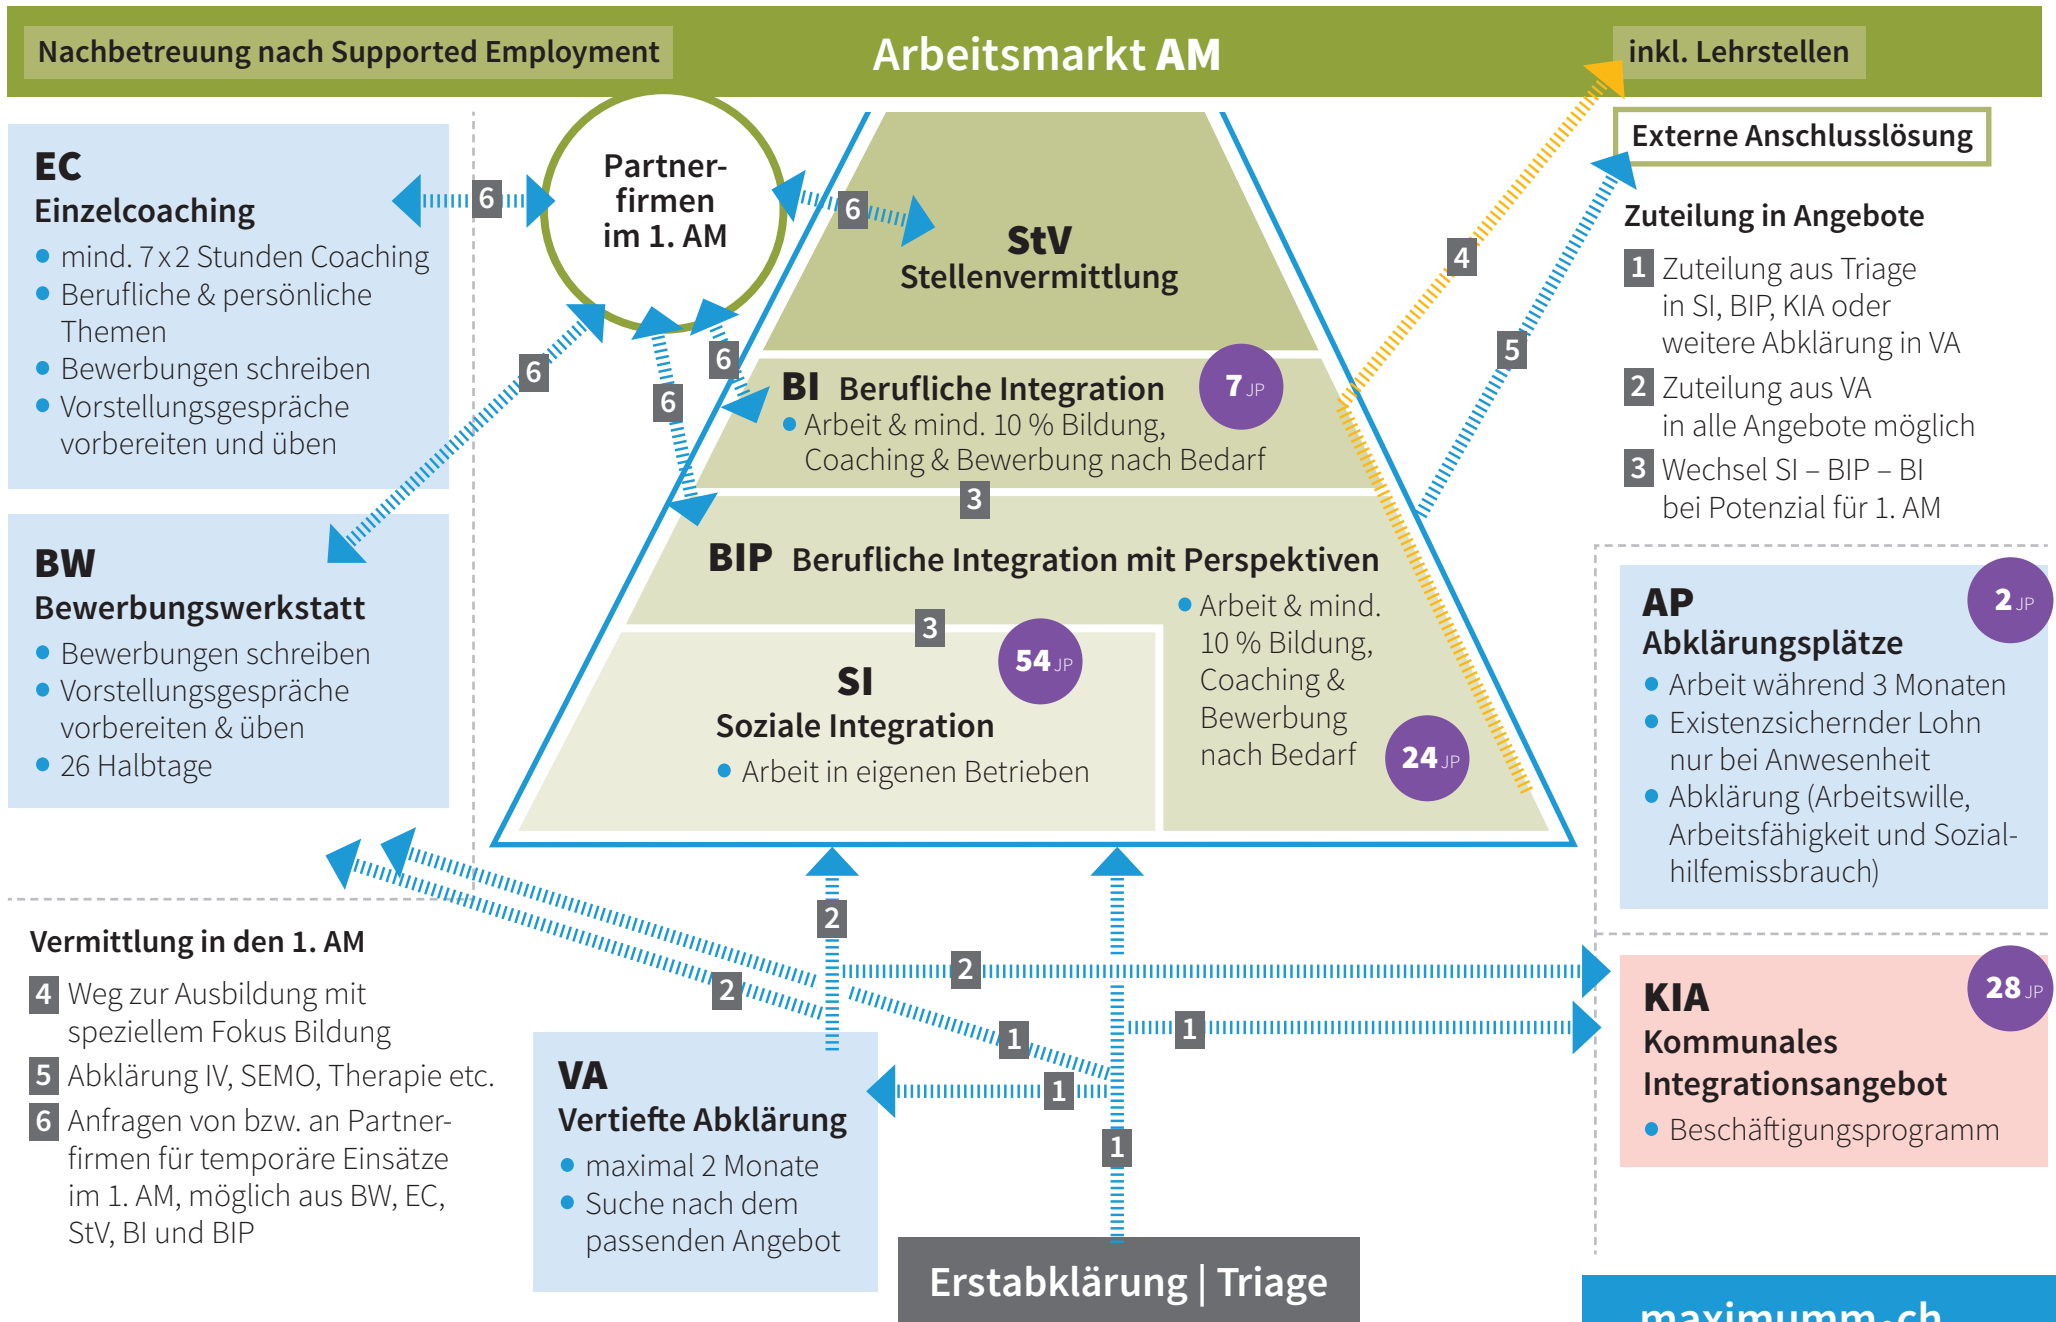 Nachbetreuung nach Supported Employment
Arbeitsmarkt AM
inkl. Lehrstellen
EC
Einzelcoaching
mind. 7 x 2 Stunden Coaching
Berufliche & persönliche
Themen
Bewerbungen schreiben
Vorstellungsgespräche
vorbereiten und üben
6
Partner-
firmen
im 1. AM
6
6
6
6
StV
Stellenvermittlung
BI Berufliche Integration
7 JP
Arbeit & mind. 10 % Bildung,
Coaching & Bewerbung nach Bedarf
3
BIP Berufliche Integration mit Perspektiven
Arbeit & mind.
10 % Bildung,
Coaching &
Bewerbung
nach Bedarf
24 JP
3
54 JP
SI
Soziale Integration
Arbeit in eigenen Betrieben
4
5
Externe Anschlusslösung
Zuteilung in Angebote
1 Zuteilung aus Triage
in SI, BIP, KIA oder
weitere Abklärung in VA
2 Zuteilung aus VA
in alle Angebote möglich
3 Wechsel SI – BIP – BI
bei Potenzial für 1. AM
BW
Bewerbungswerkstatt
Bewerbungen schreiben
Vorstellungsgespräche
vorbereiten & üben
26 Halbtage
AP
2 JP
Abklärungsplätze
Arbeit während 3 Monaten
Existenzsichernder Lohn
nur bei Anwesenheit
Abklärung (Arbeitswille,
Arbeitsfähigkeit und Sozial-
hilfemissbrauch)
Vermittlung in den 1. AM
4 Weg zur Ausbildung mit
speziellem Fokus Bildung
5 Abklärung IV, SEMO, Therapie etc.
6 Anfragen von bzw. an Partner-
firmen für temporäre Einsätze
im 1. AM, möglich aus BW, EC,
StV, BI und BIP
2
2
2
1
1
1
1
VA
Vertiefte Abklärung
maximal 2 Monate
Suche nach dem
passenden Angebot
KIA
28 JP
Kommunales
Integrationsangebot
Beschäftigungsprogramm
Erstabklärung | Triage
maximumm.ch